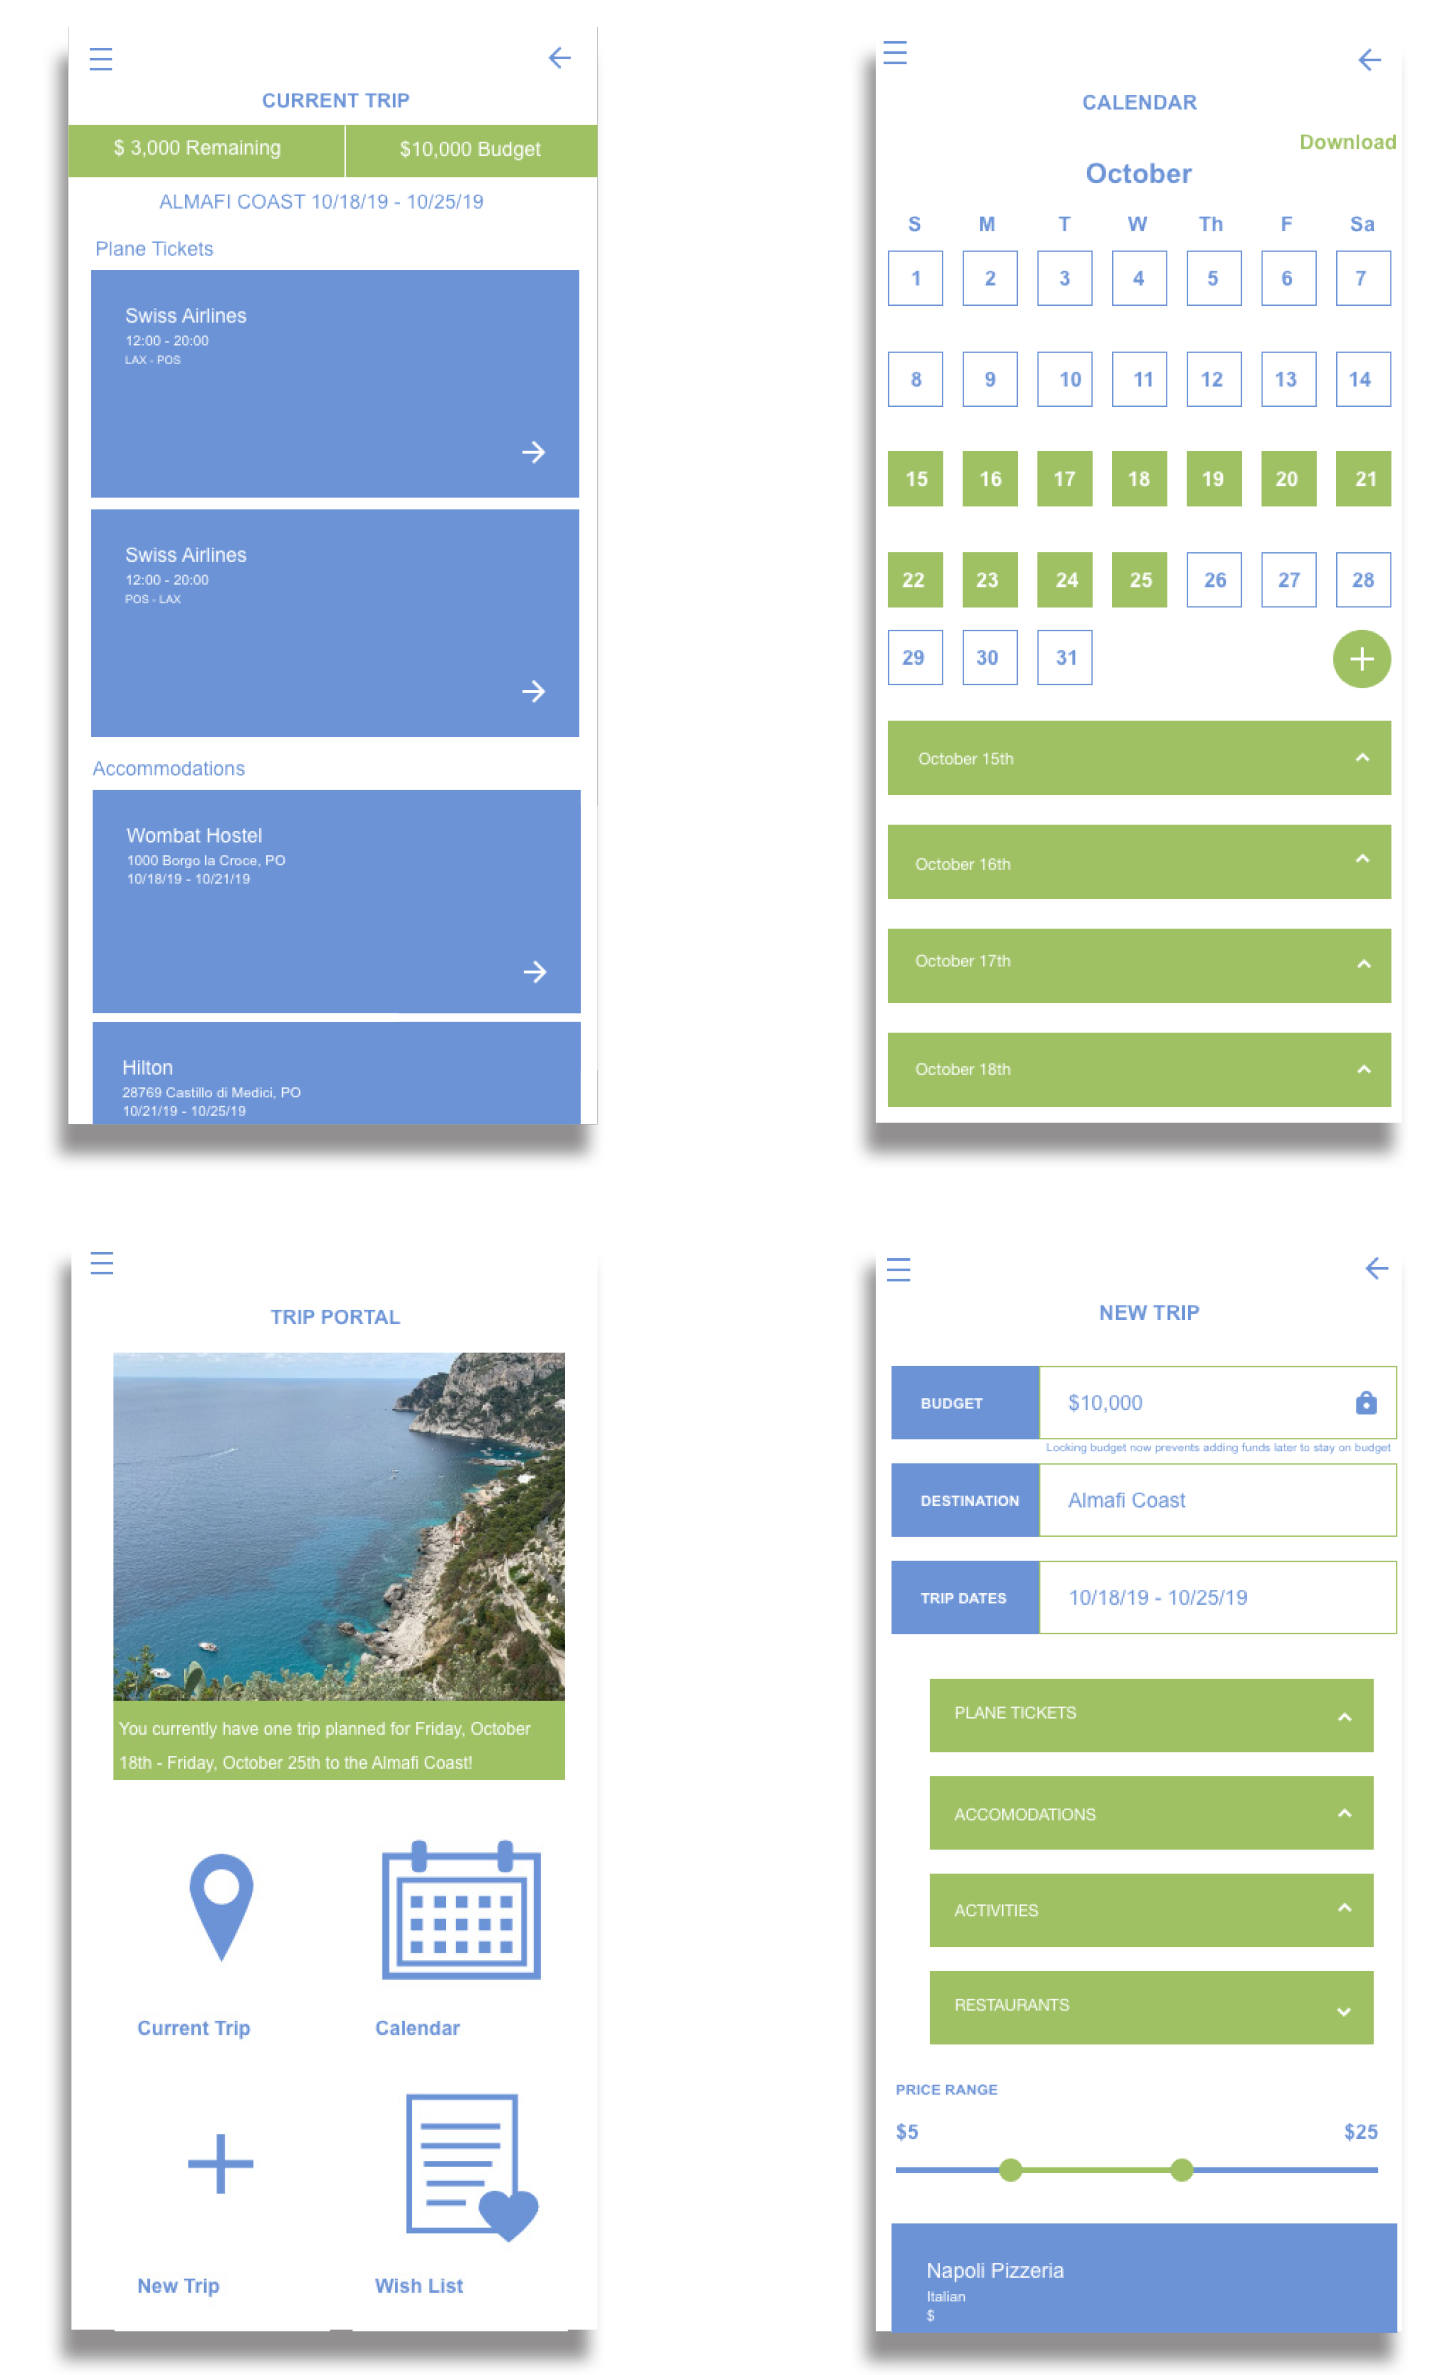 CURRENT TRIP
$ 3,000 Remaining
$10,000 Budget
ALMAFI COAST 10/18/19 - 10/25/19
Plane Tickets
Swiss Airlines
12:00 - 20:00
LAX - POS
Swiss Airlines
12:00 - 20:00
POS - LAX
Accommodations
Wombat Hostel
1000 Borgo la Croce, PO
10/18/19 - 10/21/19
Hilton
28769 Castillo di Medici, PO
10/21/19 - 10/25/19
CALENDAR
Download
October
S M T W Th F Sa
1 2 3 4 5 6 7
8 9 10 11 12 13 14
15 16 17 18 19 20 21
22 23 24 25 26 27 28
29 30 31
October 15th
October 16th
October 17th
October 18th
TRIP PORTAL
You currently have one trip planned for Friday, October
18th - Friday, October 25th to the Almafi Coast!
Current Trip
Calendar
New Trip
Wish List
NEW TRIP
BUDGET
$10,000
Locking budget now prevents adding funds later to stay on budget
DESTINATION
Almafi Coast
TRIP DATES
10/18/19 - 10/25/19
PLANE TICKETS
ACCOMODATIONS
ACTIVITIES
RESTAURANTS
PRICE RANGE
$5
$25
Napoli Pizzeria
Italian
$